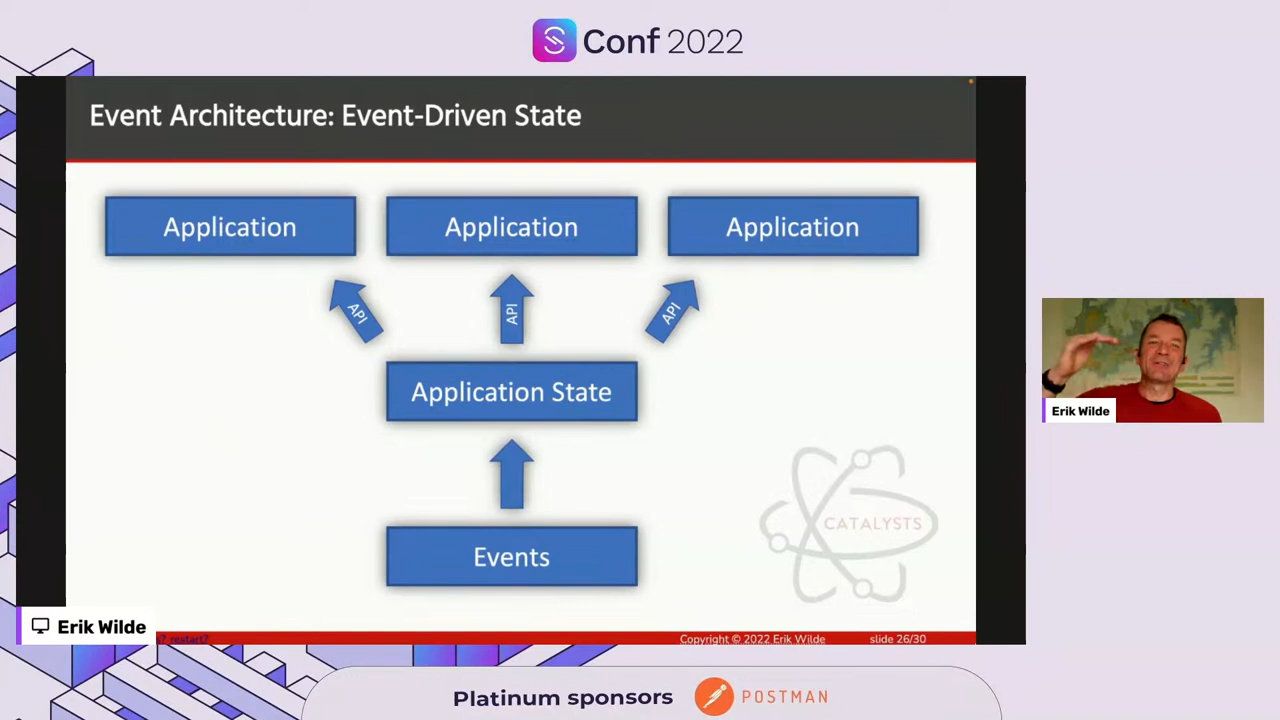 Conf 2022
Event Architecture: Event-Driven State
Application
Application
Application
API
API
API
Application State
Events
CATALYSTS
Erik Wilde
Erik Wilde
s? restart?
Copyright © 2022 Erik Wilde
slide 26/30
Platinum sponsors
POSTMAN